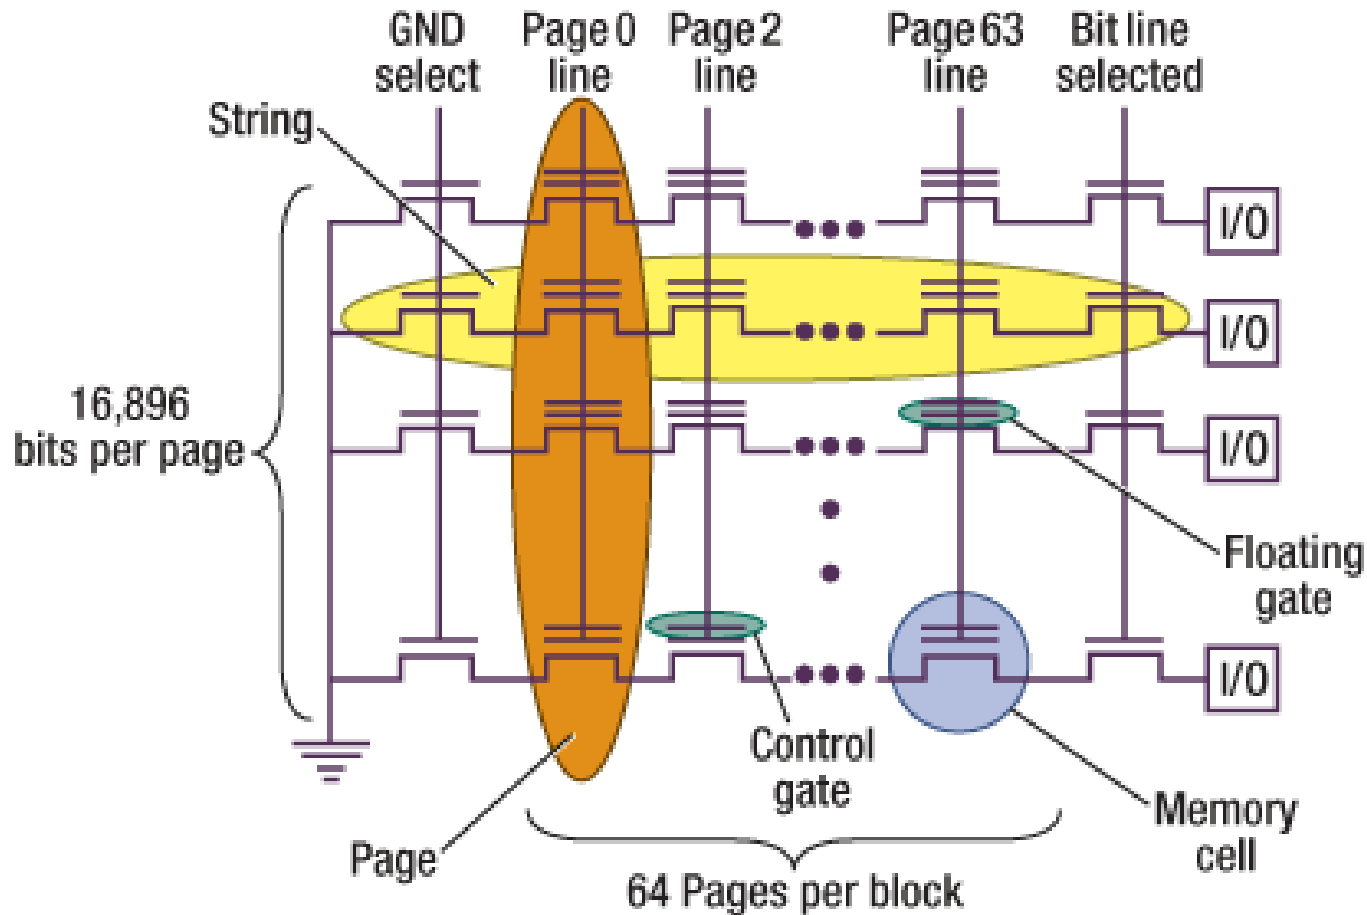 GND
select
Page 0
line
Page 2
line
Page 63
line
Bit line
selected
String
I/O
I/O
16,896
bits per page
I/O
Floating
gate
I/O
Control
gate
Memory
cell
Page
64 Pages per block